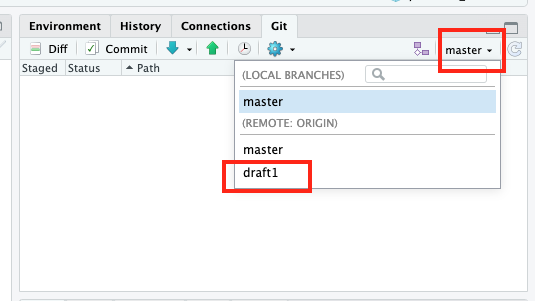 Environment History Connections Git
Diff Commit master
Staged Status Path
(LOCAL BRANCHES)
master
(REMOTE: ORIGIN)
master
draft1